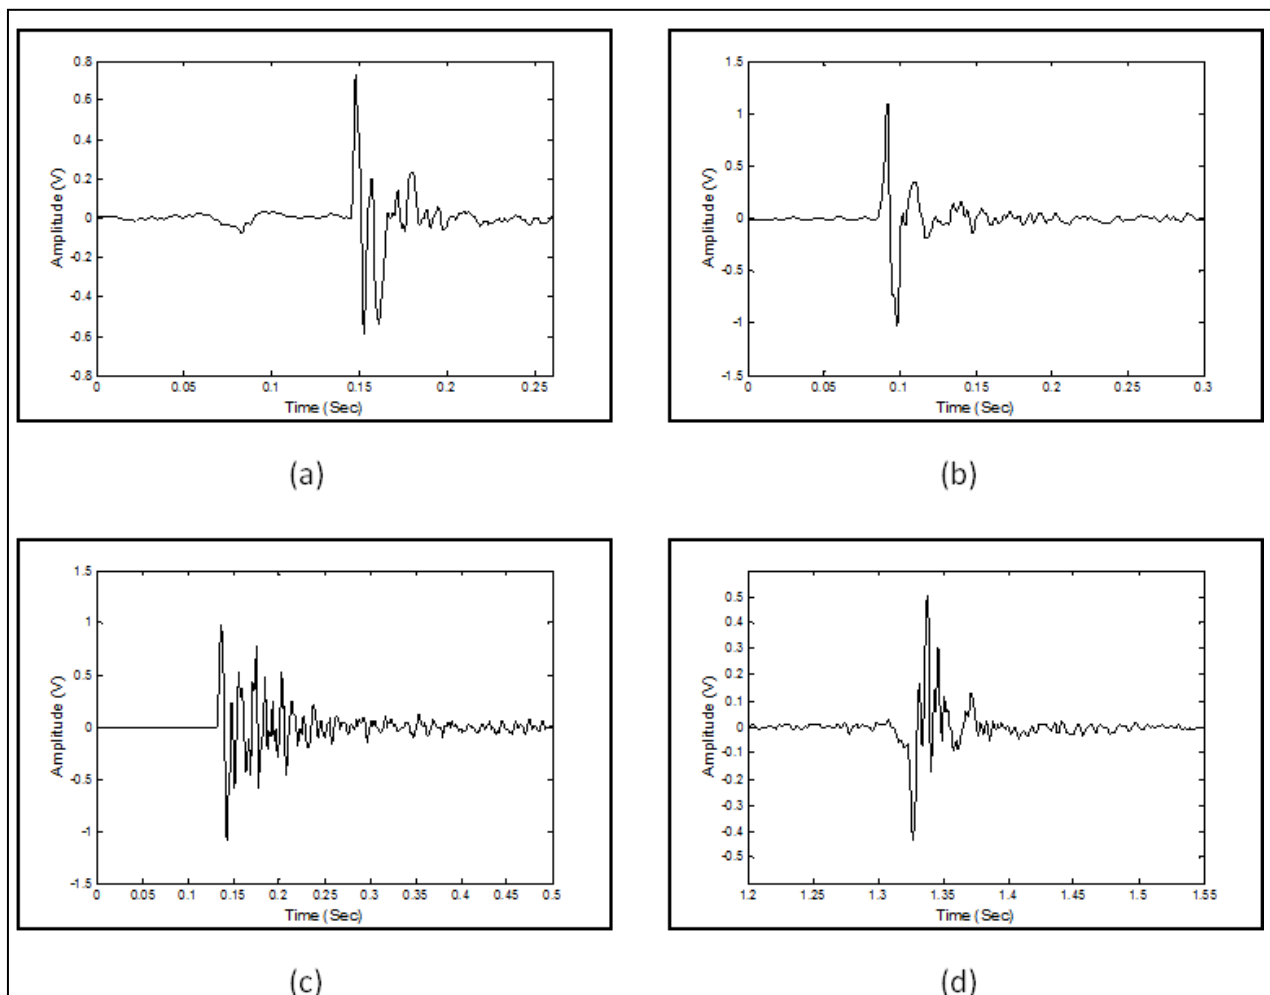 0.8
0.6
0.4
0.2
0
-0.2
-0.4
-0.6
-0.8
Amplitude (V)
0 0.05 0.1 0.15 0.2 0.25
Time (Sec)
(a)
1.5
1
0.5
0
-0.5
-1
-1.5
Amplitude (V)
0 0.05 0.1 0.15 0.2 0.25 0.3
Time (Sec)
(b)
1.5
1
0.5
0
-0.5
-1
-1.5
Amplitude (V)
0 0.05 0.1 0.15 0.2 0.25 0.3 0.35 0.4 0.45 0.5
Time (Sec)
(c)
0.5
0.4
0.3
0.2
0.1
0
-0.1
-0.2
-0.3
-0.4
-0.5
Amplitude (V)
1.2 1.25 1.3 1.35 1.4 1.45 1.5 1.55
Time (Sec)
(d)